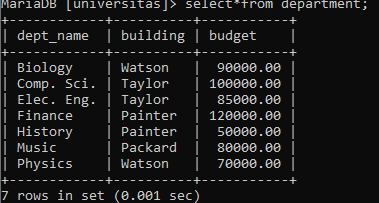 MariaDB [universitas]> select*from department;
+------------+----------+-----------+
| dept_name  | building | budget    |
+------------+----------+-----------+
| Biology    | Watson   |  90000.00 |
| Comp. Sci. | Taylor   | 100000.00 |
| Elec. Eng. | Taylor   |  85000.00 |
| Finance    | Painter  | 120000.00 |
| History    | Painter  |  50000.00 |
| Music      | Packard  |  80000.00 |
| Physics    | Watson   |  70000.00 |
+------------+----------+-----------+
7 rows in set (0.001 sec)